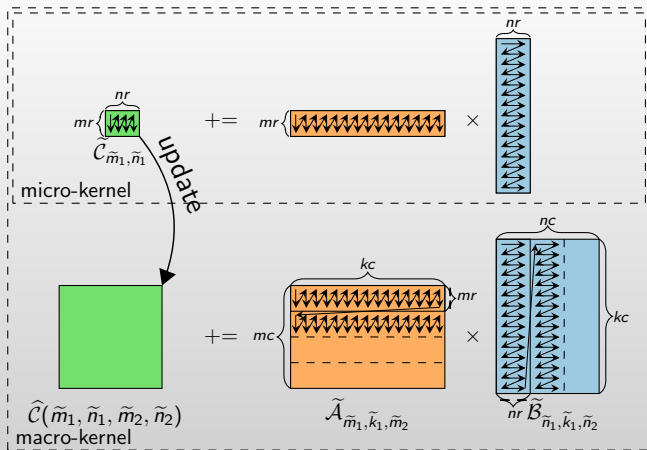 nr
nr
mr
+=
mr
×
C̃_{m̃₁,ñ₁}
update
micro-kernel
nc
kc
mr
mc
+=
×
kc
nr
Ĉ(m̃₁, ñ₁, m̃₂, ñ₂)
Ã_{m̃₁,k̃₁,m̃₂}
B̃_{ñ₁,k̃₁,ñ₂}
macro-kernel